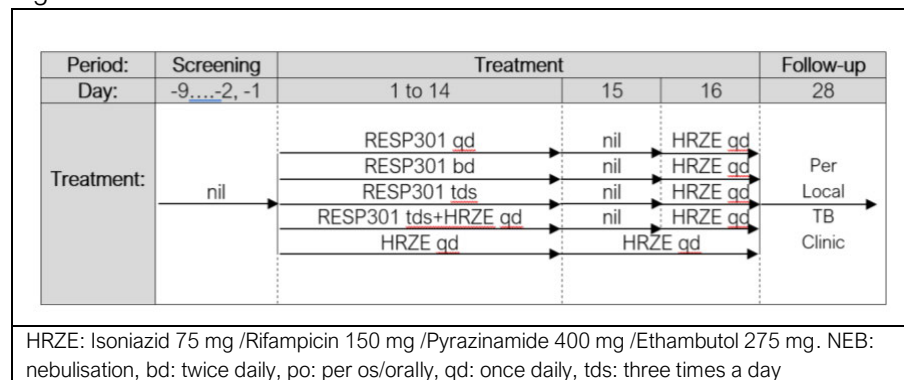 Period: Screening Treatment Follow-up
Day: -9….-2, -1 1 to 14 15 16 28
RESP301 qd nil HRZE qd
RESP301 bd nil HRZE qd Per
Treatment: nil RESP301 tds nil HRZE qd Local
RESP301 tds+HRZE qd nil HRZE qd TB
HRZE qd HRZE qd Clinic
HRZE: Isoniazid 75 mg /Rifampicin 150 mg /Pyrazinamide 400 mg /Ethambutol 275 mg. NEB:
nebulisation, bd: twice daily, po: per os/orally, qd: once daily, tds: three times a day